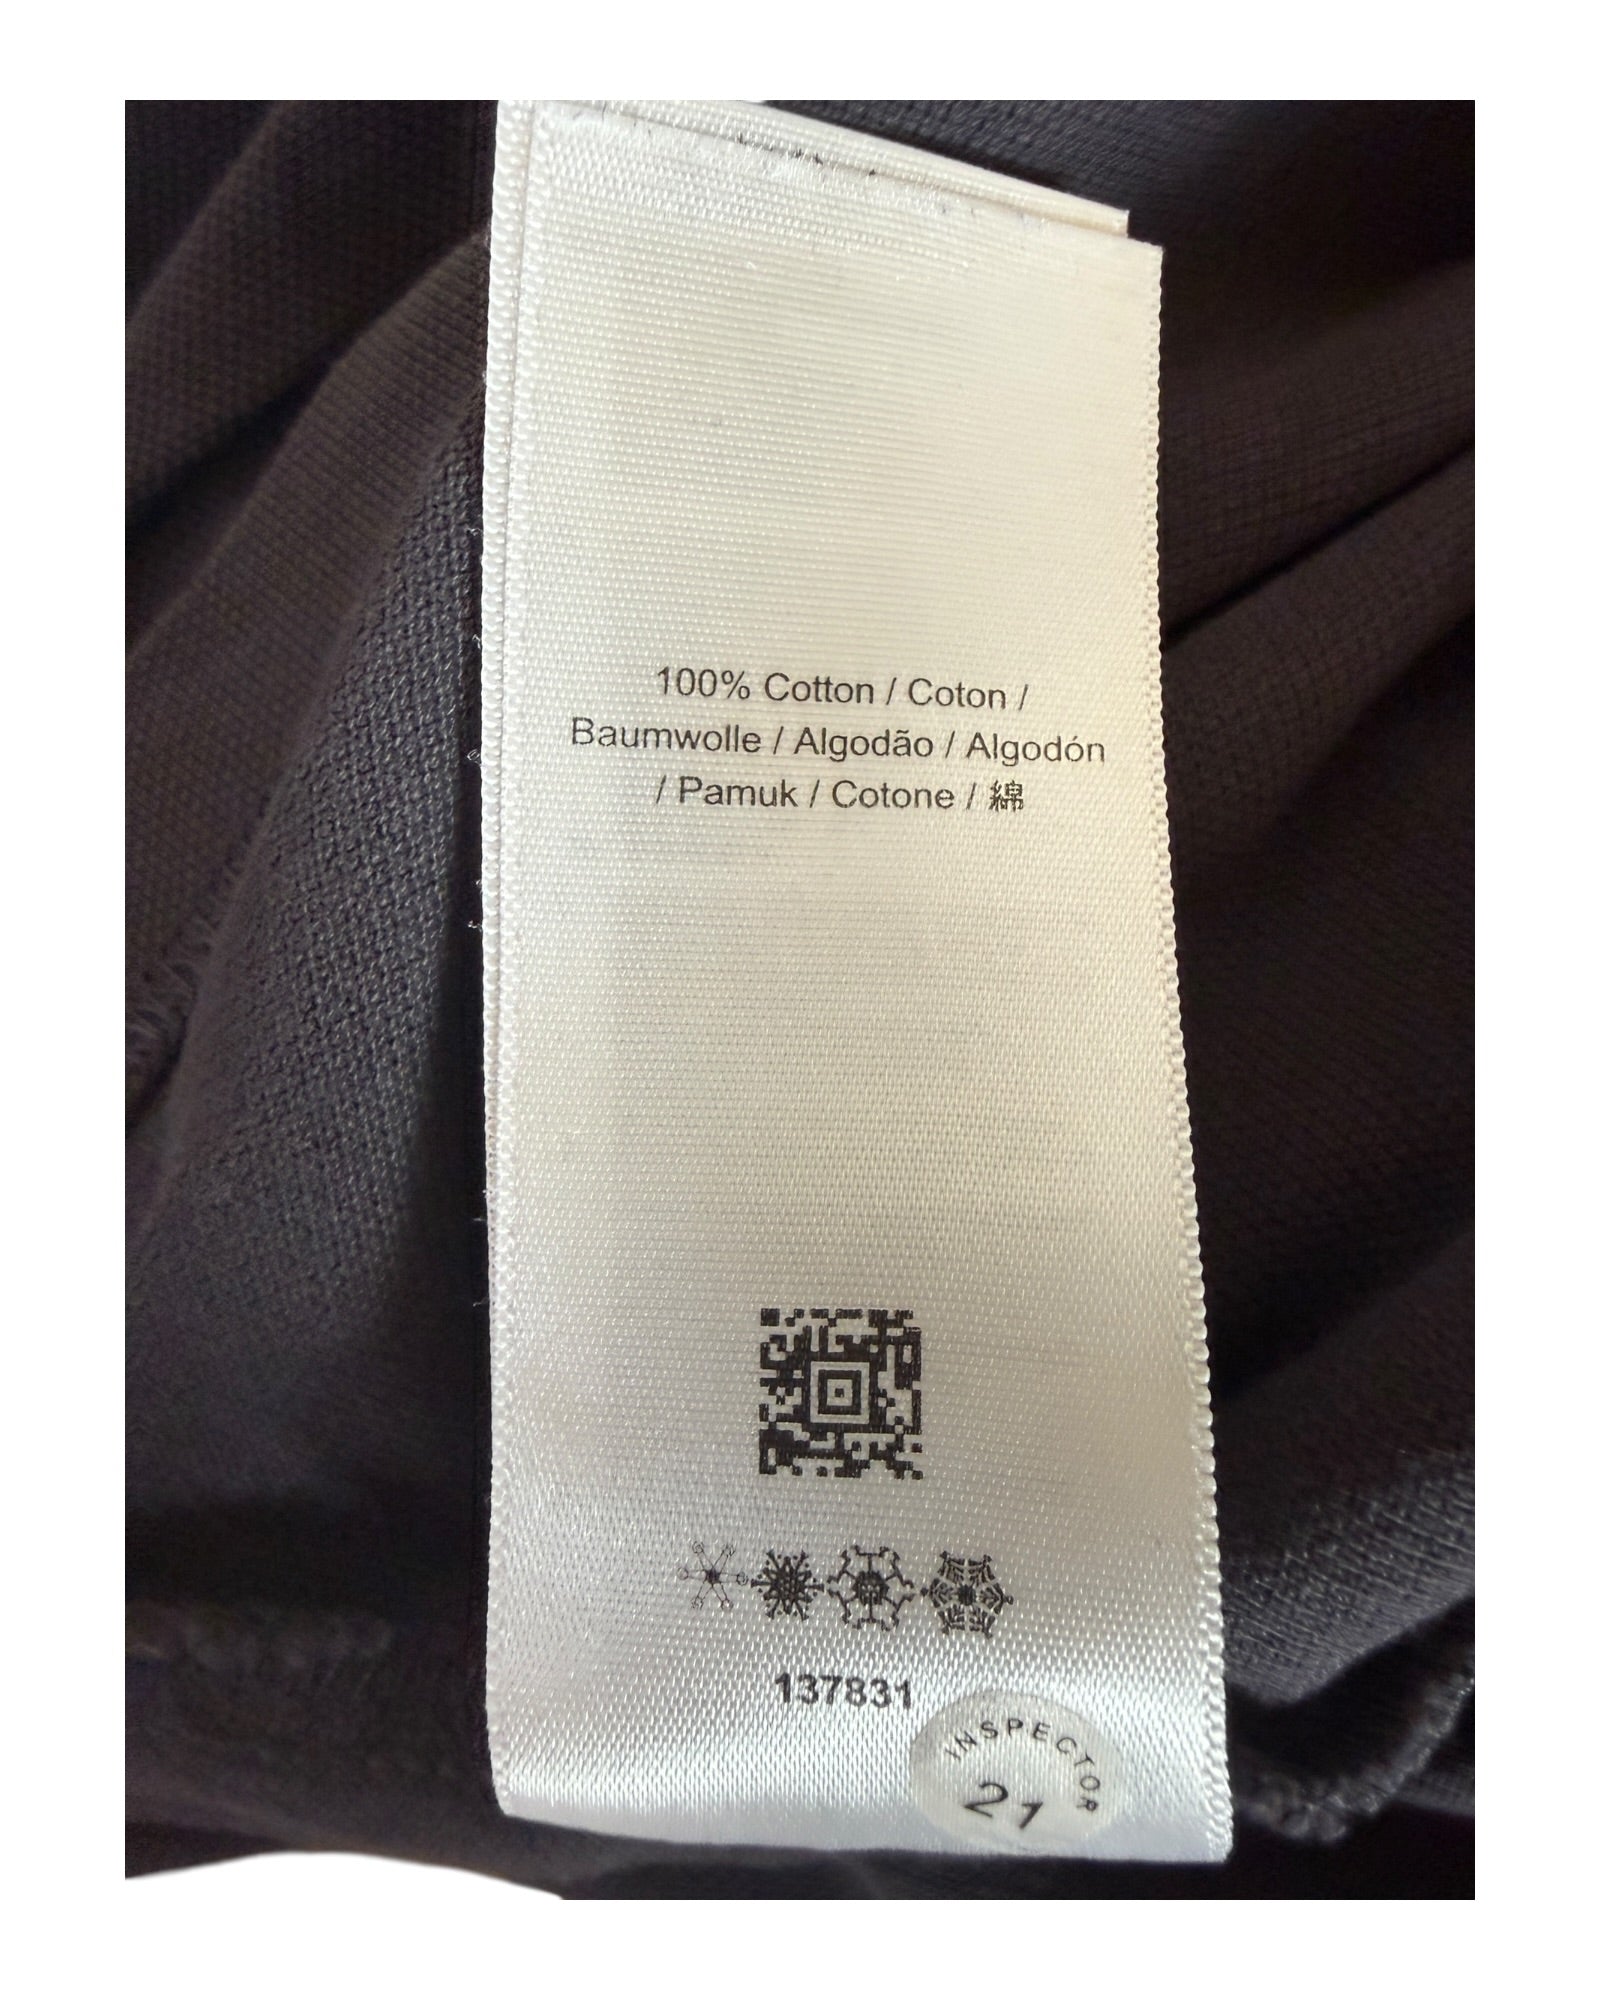 100% Cotton / Coton /
Baumwolle / Algodão / Algodón
/ Pamuk / Cotone / 綿
137831
INSPECTOR
21